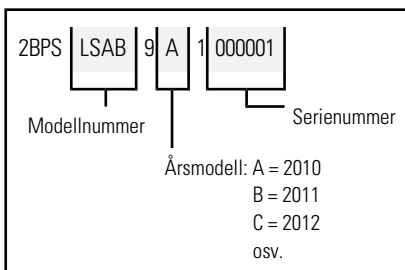 2BPS LSAB 9 A 1 000001
Modellnummer
Serienummer
Årsmodell: A = 2010
B = 2011
C = 2012
osv.